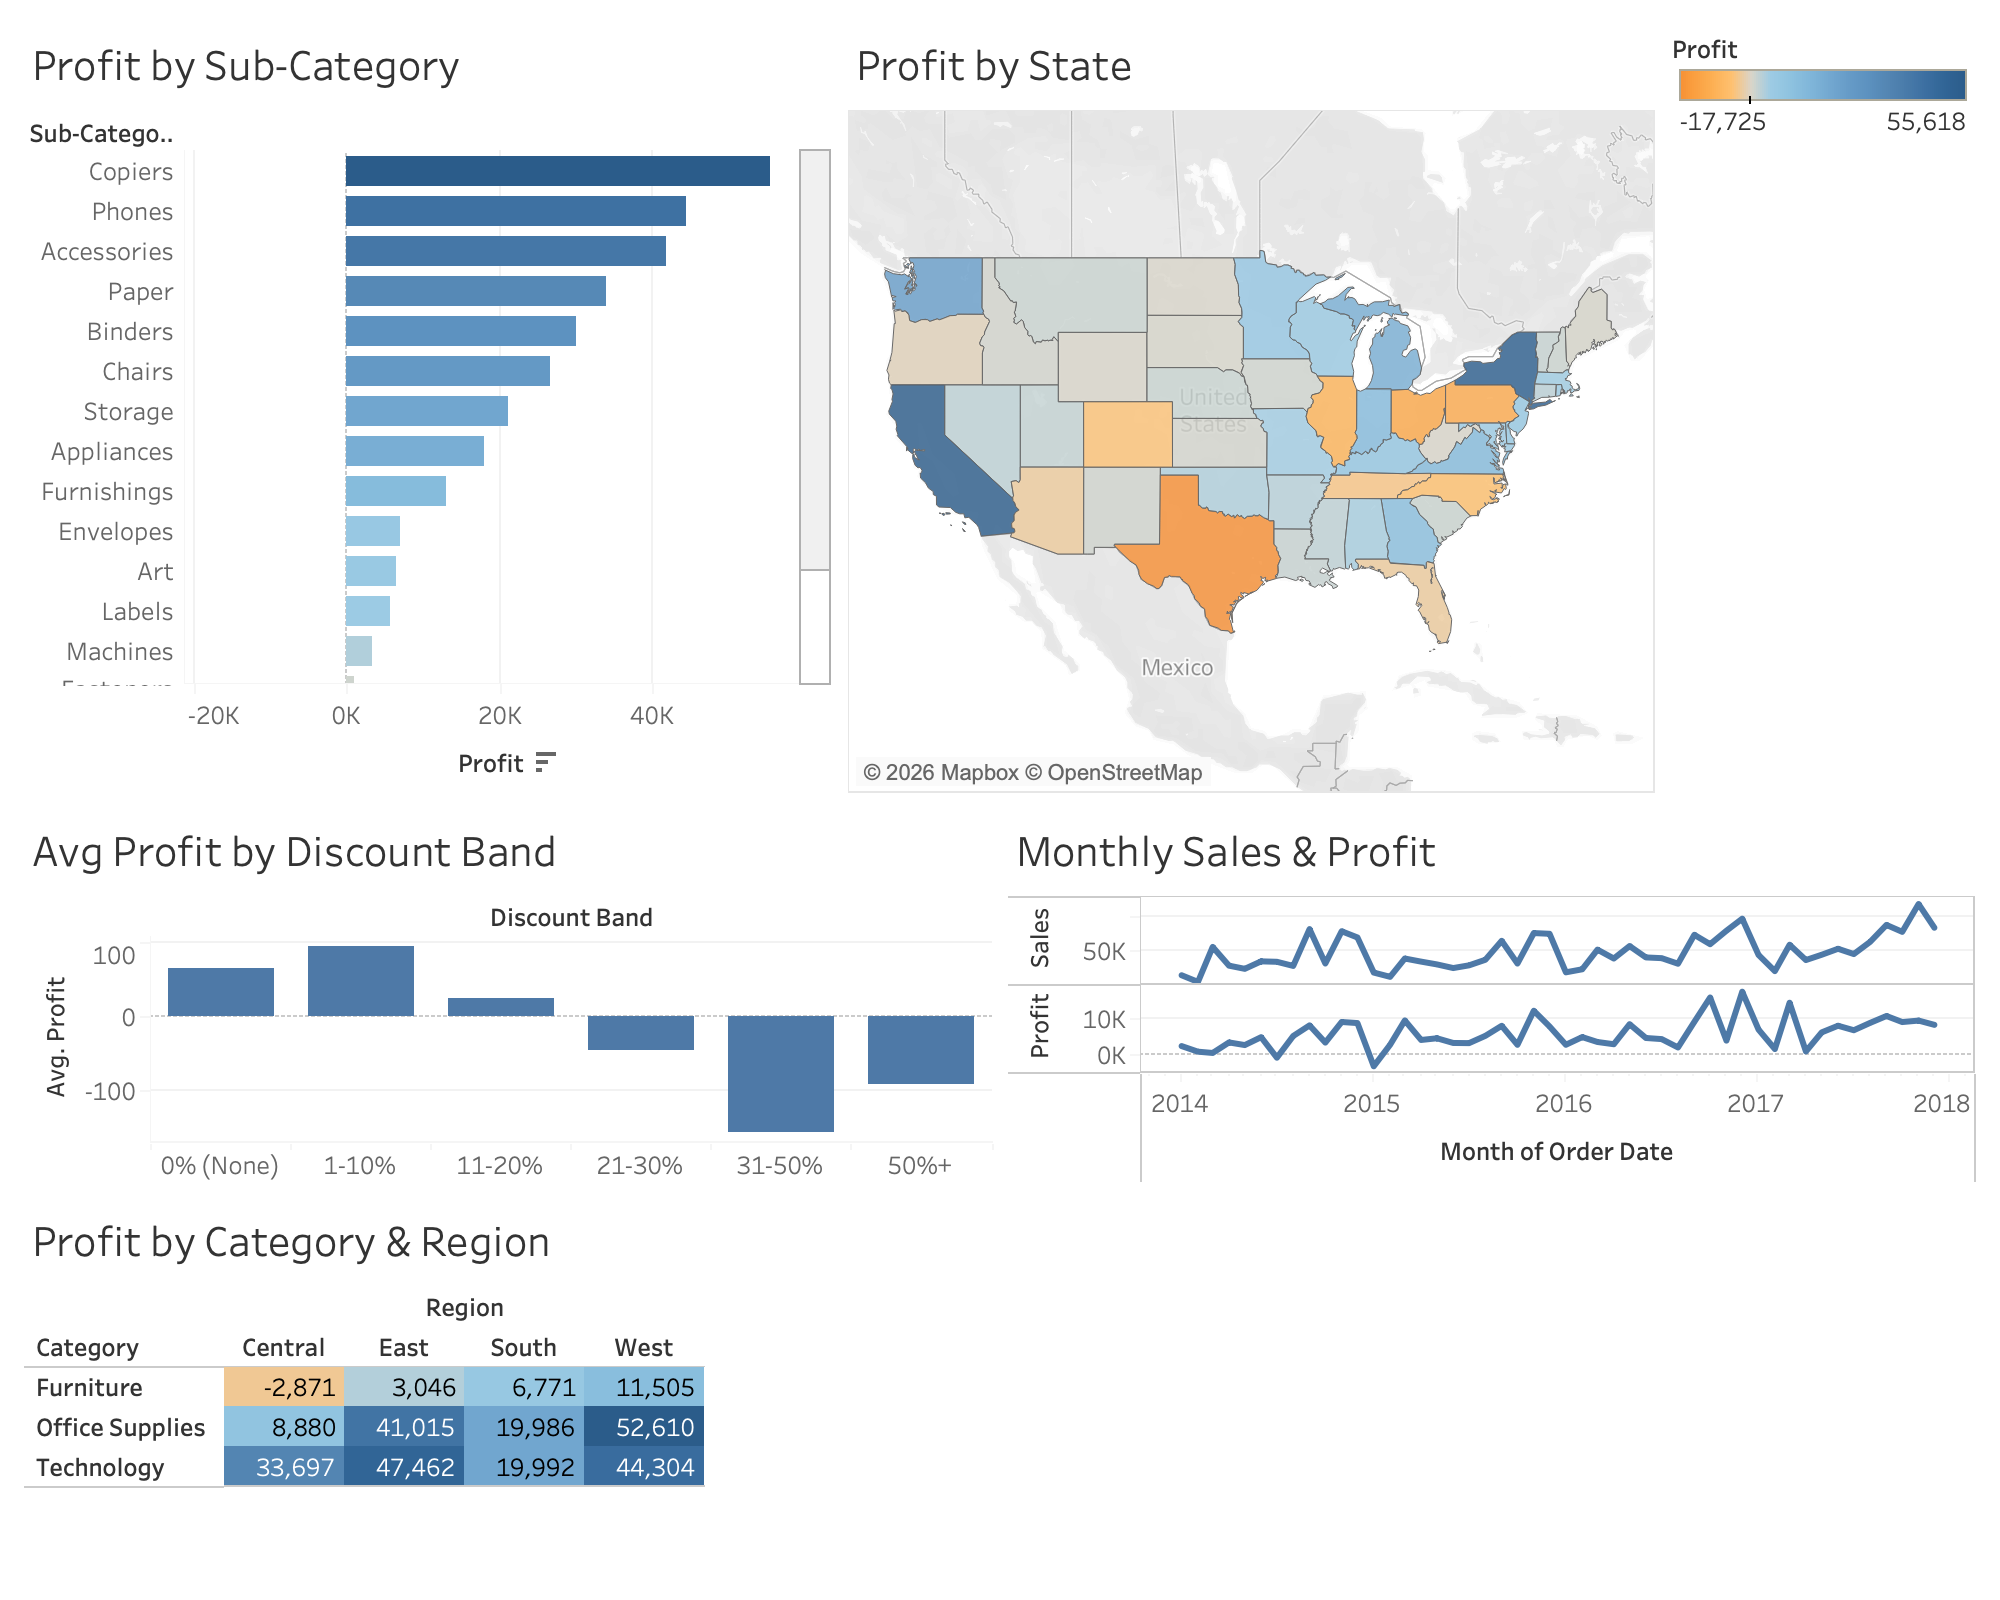 Profit by Sub-Category
Sub-Catego..
Copiers
Phones
Accessories
Paper
Binders
Chairs
Storage
Appliances
Furnishings
Envelopes
Art
Labels
Machines
-20K 0K 20K 40K
Profit
Profit by State
United
States
Mexico
© 2026 Mapbox © OpenStreetMap
Profit
-17,725 55,618
Avg Profit by Discount Band
Discount Band
Avg. Profit
100
0
-100
0% (None) 1-10% 11-20% 21-30% 31-50% 50%+
Monthly Sales & Profit
Sales
50K
Profit
10K
0K
2014 2015 2016 2017 2018
Month of Order Date
Profit by Category & Region
Region
Category Central East South West
Furniture -2,871 3,046 6,771 11,505
Office Supplies 8,880 41,015 19,986 52,610
Technology 33,697 47,462 19,992 44,304